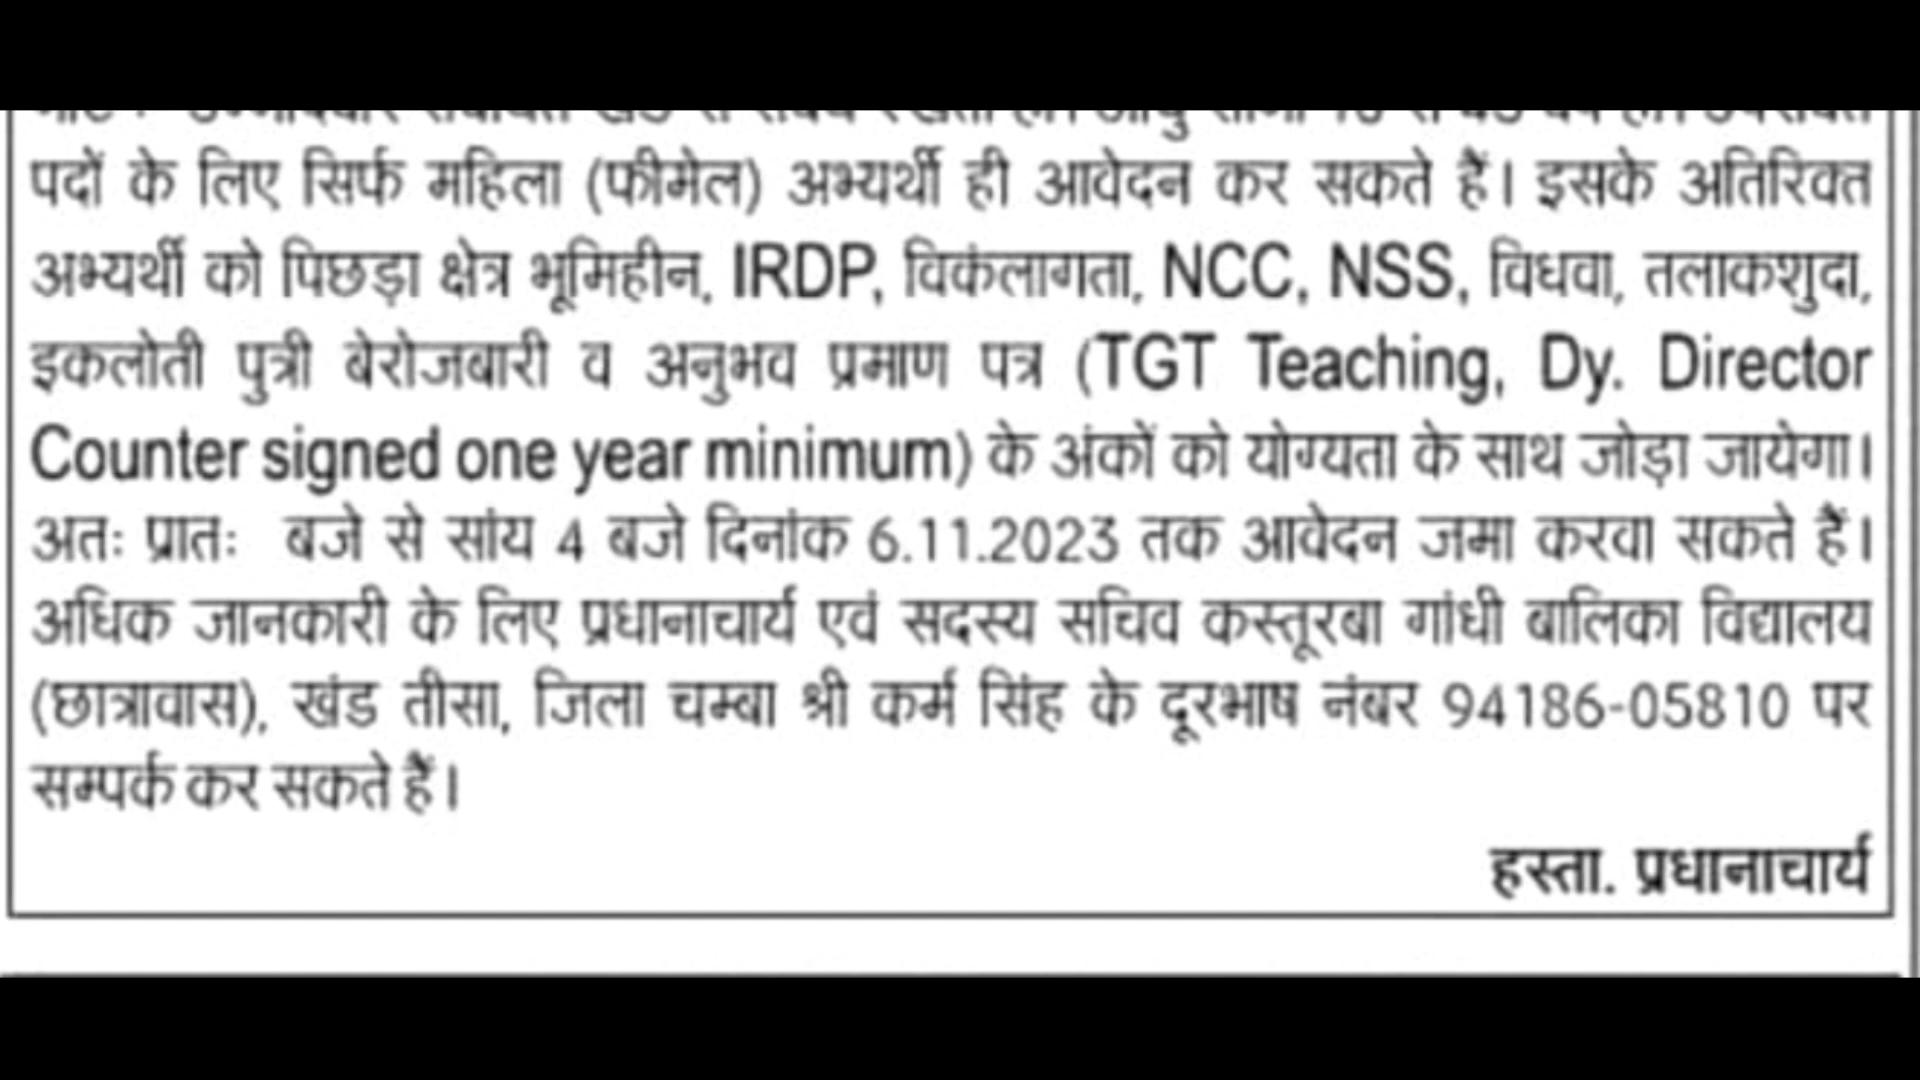 पदों के लिए सिर्फ महिला (फीमेल) अभ्यर्थी ही आवेदन कर सकते हैं। इसके अतिरिक्त
अभ्यर्थी को पिछड़ा क्षेत्र भूमिहीन, IRDP, विकंलागता, NCC, NSS, विधवा, तलाकशुदा,
इकलोती पुत्री बेरोजबारी व अनुभव प्रमाण पत्र (TGT Teaching, Dy. Director
Counter signed one year minimum) के अंकों को योग्यता के साथ जोड़ा जायेगा।
अतः प्रातः बजे से सांय 4 बजे दिनांक 6.11.2023 तक आवेदन जमा करवा सकते हैं।
अधिक जानकारी के लिए प्रधानाचार्य एवं सदस्य सचिव कस्तूरबा गांधी बालिका विद्यालय
(छात्रावास), खंड तीसा, जिला चम्बा श्री कर्म सिंह के दूरभाष नंबर 94186-05810 पर
सम्पर्क कर सकते हैं।
हस्ता. प्रधानाचार्य